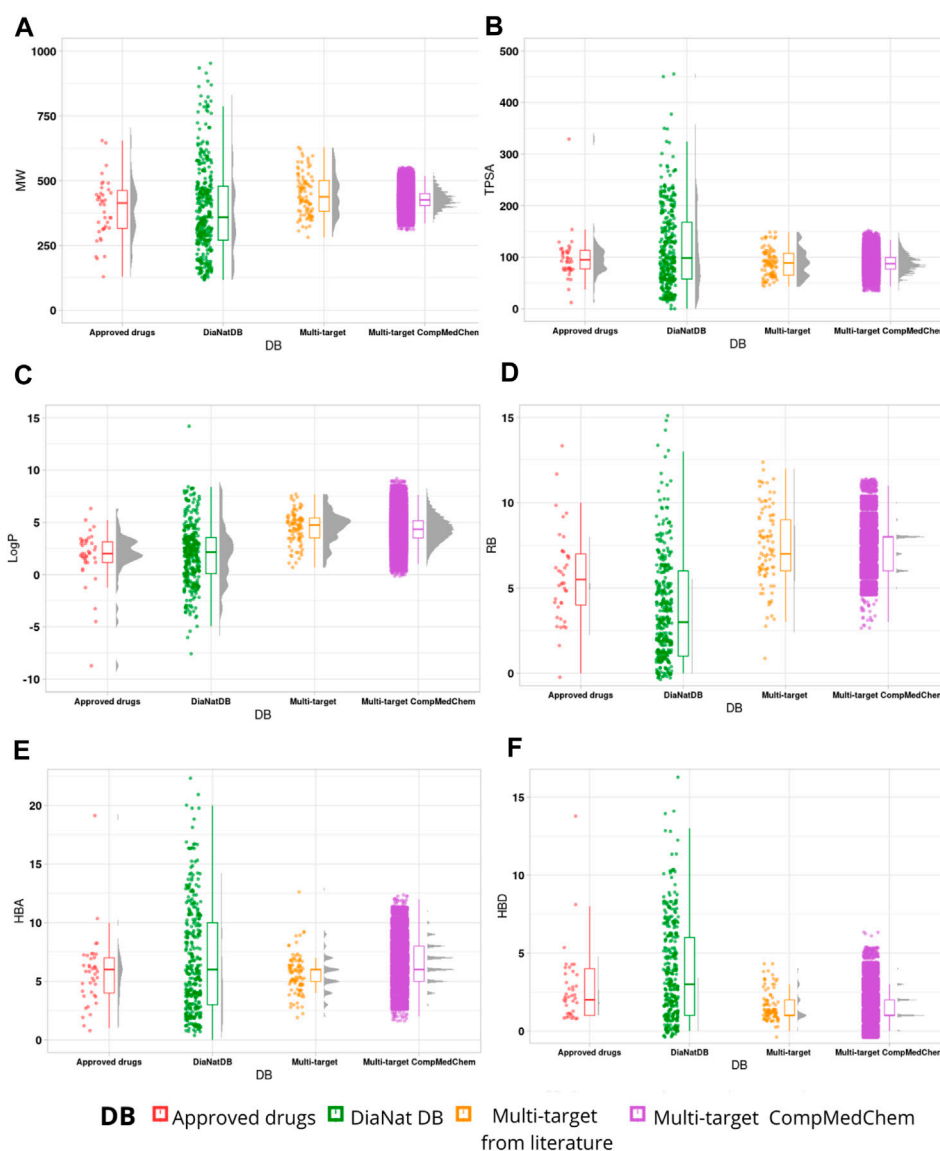 A
1000
750
500
250
0
MW
Approved drugs DiaNatDB Multi-target Multi-target CompMedChem
DB
B
500
400
300
200
100
0
TPSA
Approved drugs DiaNatDB Multi-target Multi-target CompMedChem
DB
C
15
10
5
0
-5
-10
LogP
Approved drugs DiaNatDB Multi-target Multi-target CompMedChem
DB
D
15
10
5
0
RB
Approved drugs DiaNatDB Multi-target Multi-target CompMedChem
DB
E
20
15
10
5
0
HBA
Approved drugs DiaNatDB Multi-target Multi-target CompMedChem
DB
F
15
10
5
0
HBD
Approved drugs DiaNatDB Multi-target Multi-target CompMedChem
DB
DB Approved drugs DiaNat DB Multi-target Multi-target CompMedChem
from literature